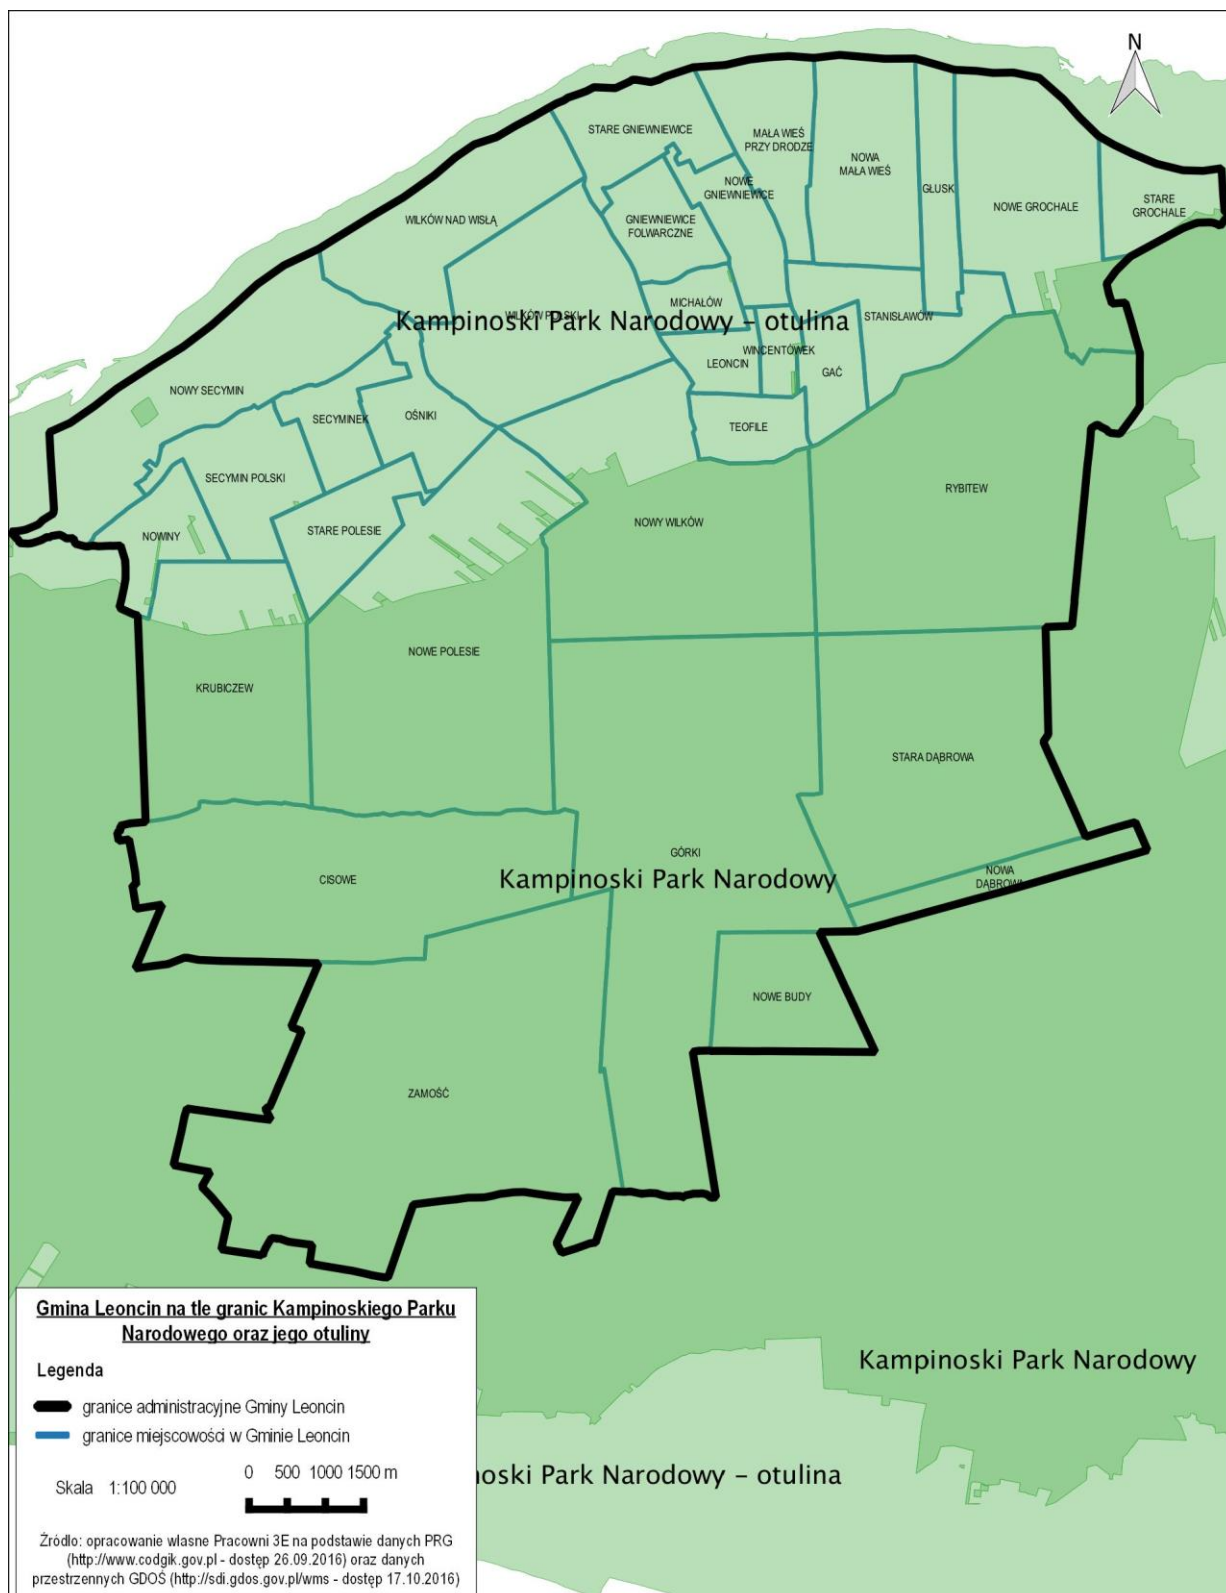 N
STARE GNIEWNIEWICE
MAŁA WIEŚ
PRZY DRODZE
NOWA
MAŁA WIEŚ
NOWE
GNIEWNIEWICE
GŁUSK
STARE
GROCHALE
NOWE GROCHALE
WILKÓW NAD WISŁĄ
GNIEWNIEWICE
FOLWARCZNE
MICHAŁÓW
WILKÓW POLSKI
STANISŁAWÓW
Kampinoski Park Narodowy – otulina
WINCENTÓWEK
LEONCIN
GAĆ
NOWY SECYMIN
SECYMINEK
OŚNIKI
TEOFILE
SECYMIN POLSKI
RYBITEW
NOWY WILKÓW
STARE POLESIE
NOWINY
NOWE POLESIE
KRUBICZEW
STARA DĄBROWA
GÓRKI
CISOWE
Kampinoski Park Narodowy
NOWA
DĄBROWA
NOWE BUDY
ZAMOŚĆ
Gmina Leoncin na tle granic Kampinoskiego Parku
Narodowego oraz jego otuliny
Legenda
granice administracyjne Gminy Leoncin
granice miejscowości w Gminie Leoncin
Skala 1:100 000
0 500 1000 1500 m
Źródło: opracowanie własne Pracowni 3E na podstawie danych PRG
(http://www.codgik.gov.pl - dostęp 26.09.2016) oraz danych
przestrzennych GDOŚ (http://sdi.gdos.gov.pl/wms - dostęp 17.10.2016)
Kampinoski Park Narodowy
noski Park Narodowy – otulina